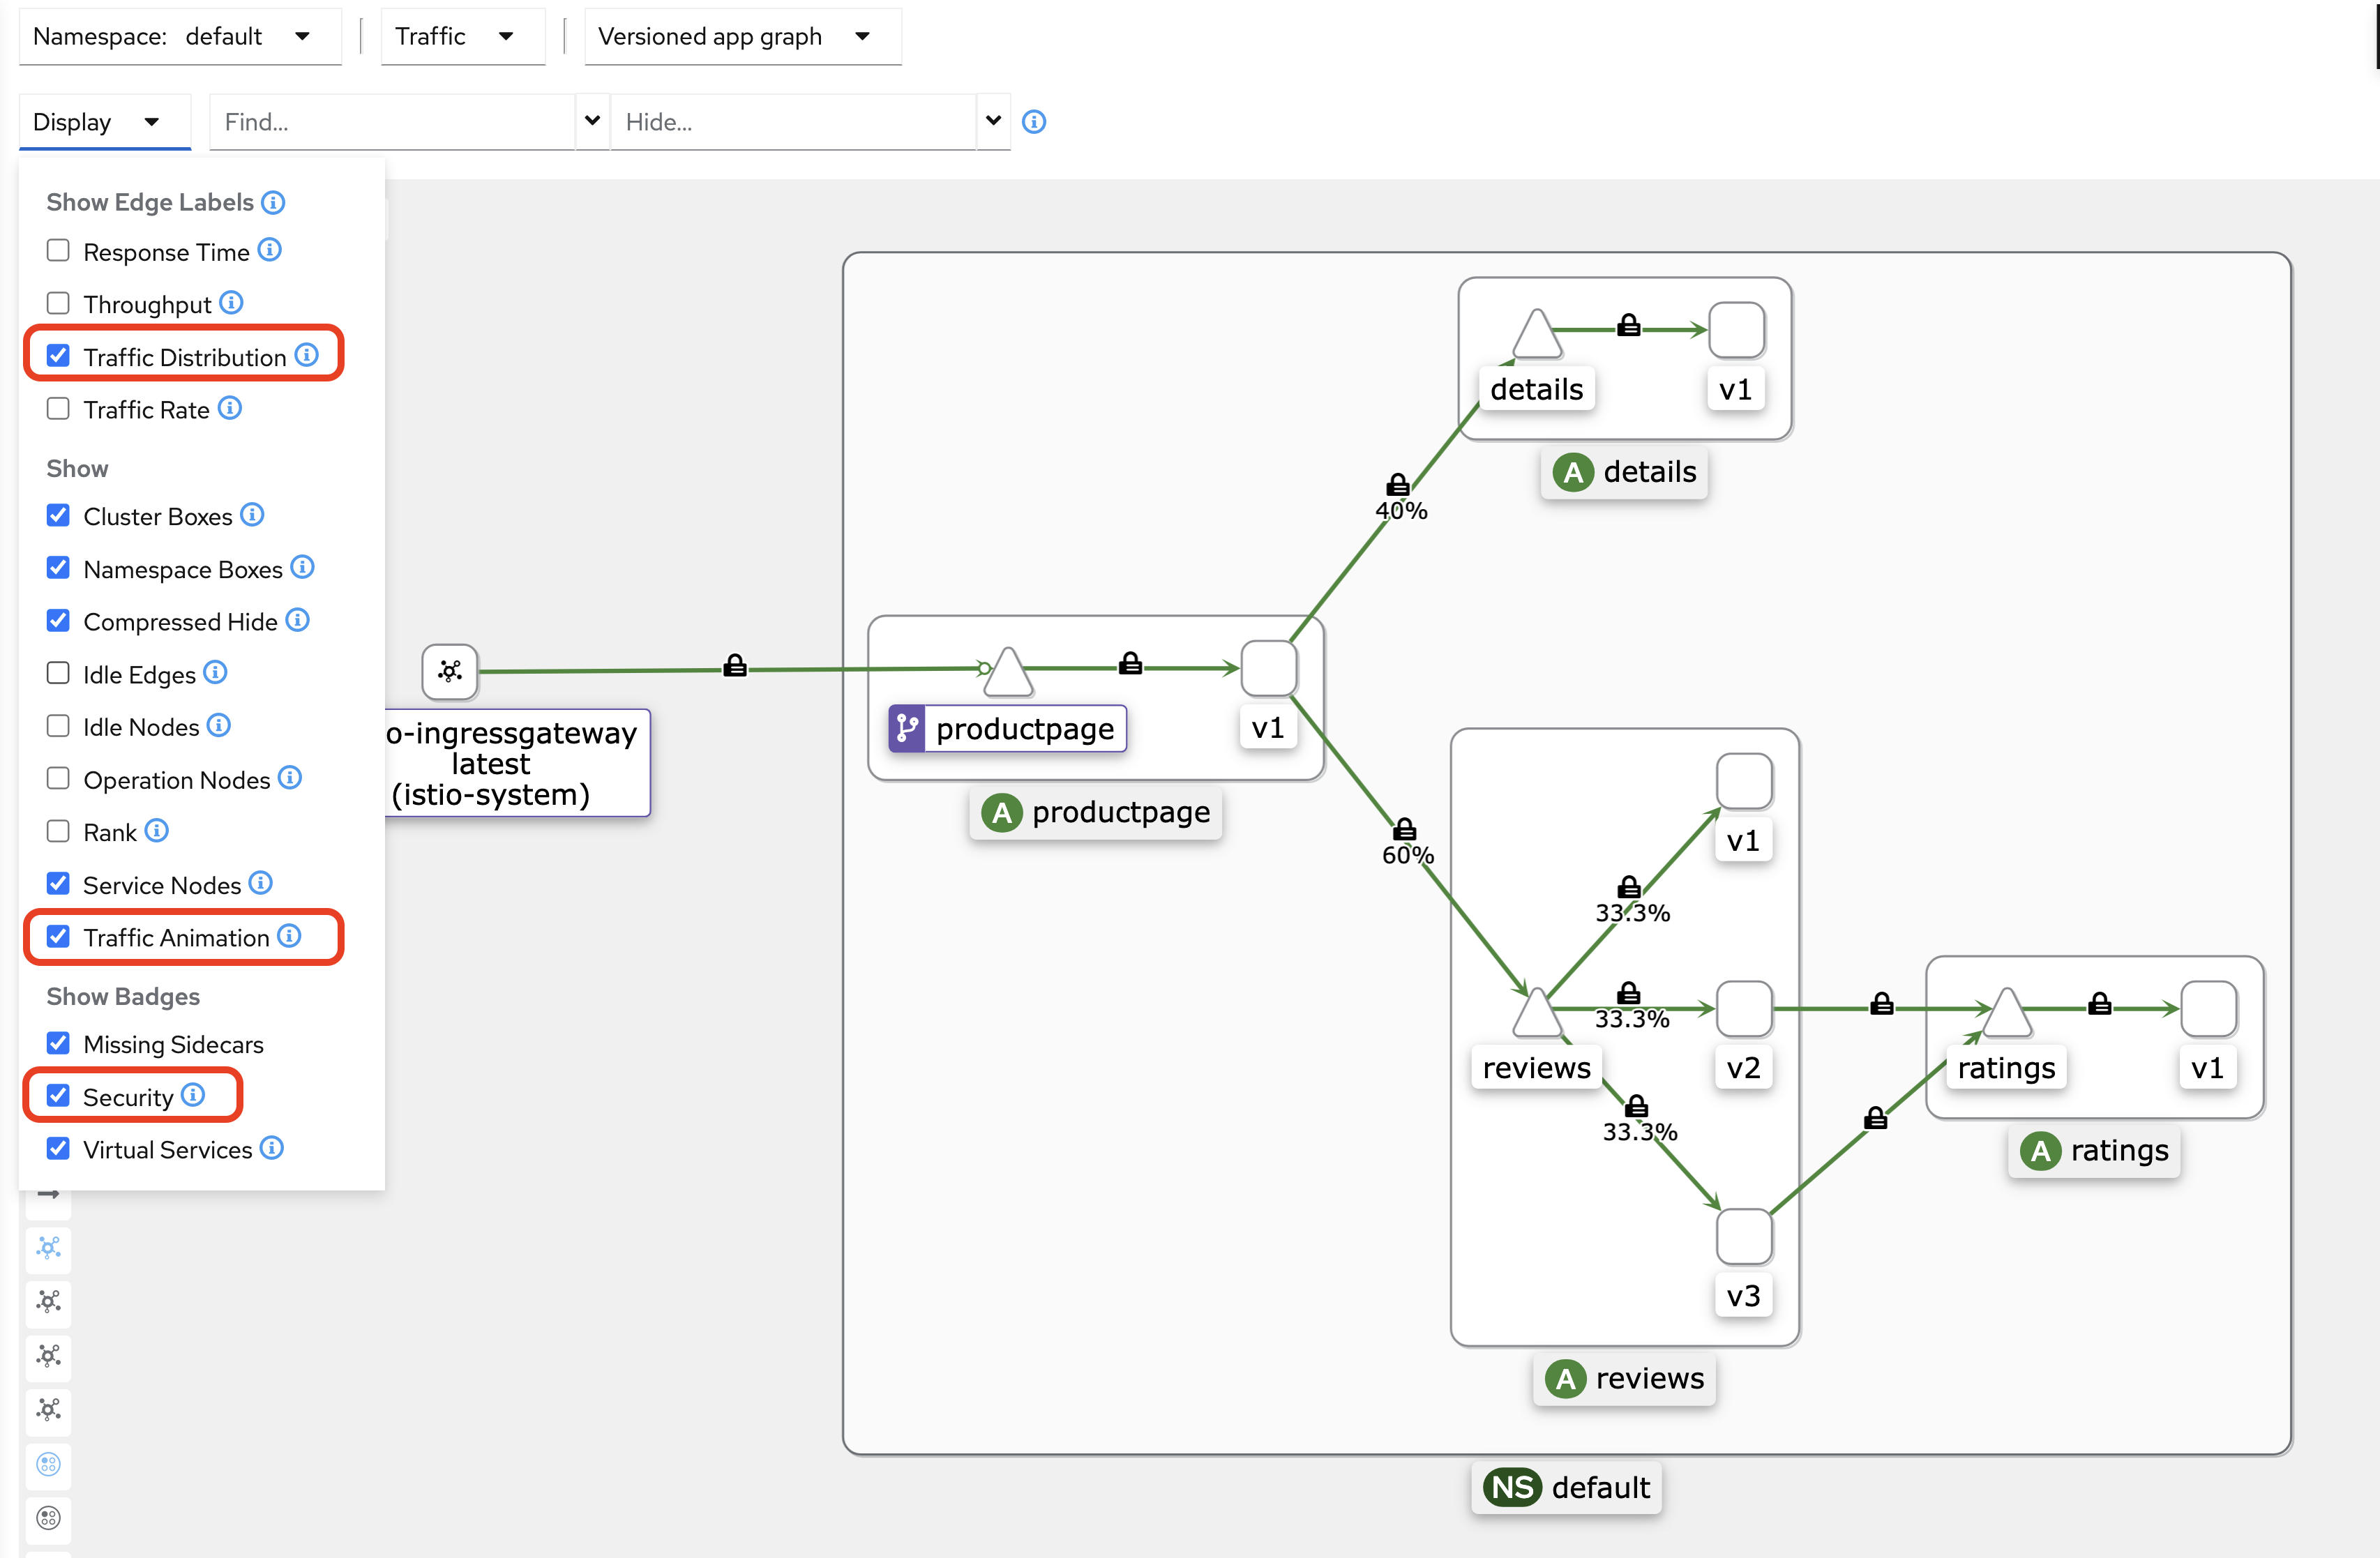 Namespace: default
Traffic
Versioned app graph
Display
Find...
Hide...
Show Edge Labels
Response Time
Throughput
Traffic Distribution
Traffic Rate
Show
Cluster Boxes
Namespace Boxes
Compressed Hide
Idle Edges
Idle Nodes
Operation Nodes
Rank
Service Nodes
Traffic Animation
Show Badges
Missing Sidecars
Security
Virtual Services
o-ingressgateway
latest
(istio-system)
productpage
v1
A productpage
40%
details
v1
A details
60%
reviews
33.3%
v1
33.3%
v2
33.3%
v3
A reviews
ratings
v1
A ratings
NS default